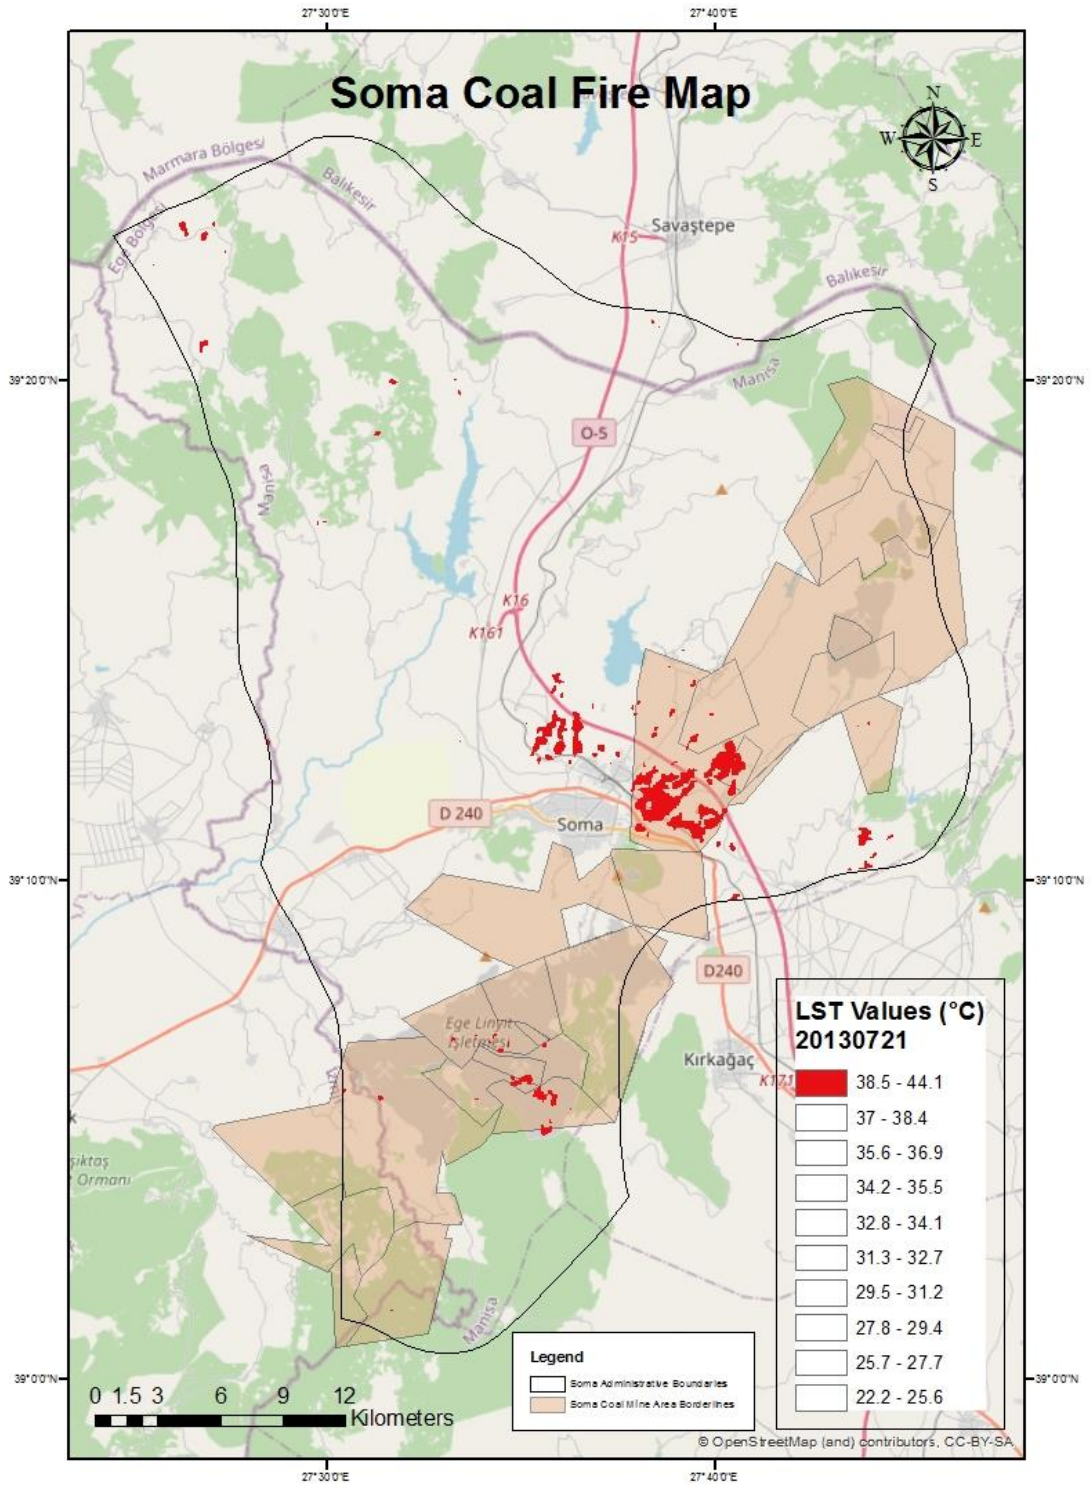 27°30'0"E
27°40'0"E
Soma Coal Fire Map
N
W
E
S
Marmara Bölgesi
Ege Bölgesi
Balıkesir
Savaştepe
K15
Balıkesir
39°20'0"N
39°20'0"N
Manisa
O-5
Manisa
K16
K161
D 240
Soma
39°10'0"N
39°10'0"N
D240
Ege Linyit
İşletmesi
Kırkağaç
K171
LST Values (°C)
20130721
38.5 - 44.1
37 - 38.4
35.6 - 36.9
34.2 - 35.5
32.8 - 34.1
31.3 - 32.7
29.5 - 31.2
27.8 - 29.4
25.7 - 27.7
22.2 - 25.6
şıktaş
Ormanı
Manisa
Legend
Soma Administrative Boundaries
Soma Coal Mine Area Borderlines
39°0'0"N
39°0'0"N
0 1.5 3 6 9 12
Kilometers
© OpenStreetMap (and) contributors, CC-BY-SA
27°30'0"E
27°40'0"E